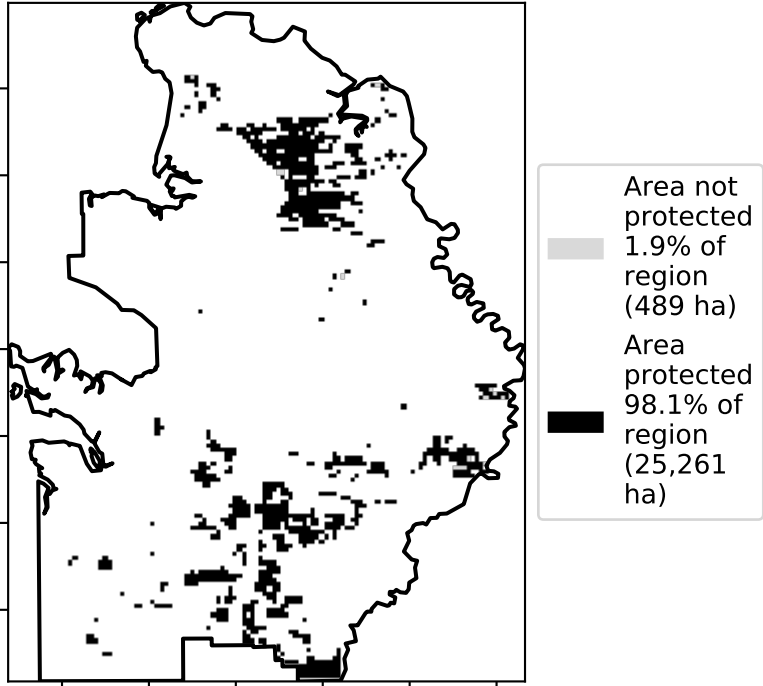 Area not
protected
1.9% of
region
(489 ha)
Area
protected
98.1% of
region
(25,261
ha)